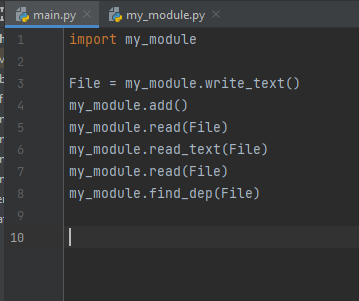 main.py
my_module.py
1 import my_module
2
3 File = my_module.write_text()
4 my_module.add()
5 my_module.read(File)
6 my_module.read_text(File)
7 my_module.read(File)
8 my_module.find_dep(File)
9
10